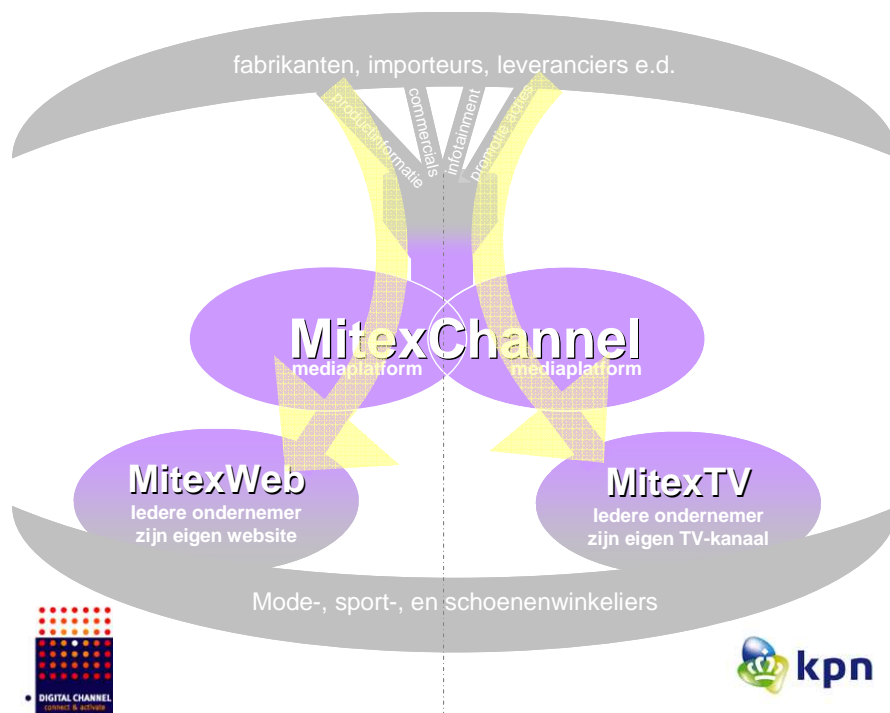 fabrikanten, importeurs, leveranciers e.d.
productinformatie
commercials
infotainment
promotie acties
MitexChannel
mediaplatform mediaplatform
MitexWeb
Iedere ondernemer
zijn eigen website
MitexTV
Iedere ondernemer
zijn eigen TV-kanaal
Mode-, sport-, en schoenenwinkeliers
DIGITAL CHANNEL
connect & activate
kpn